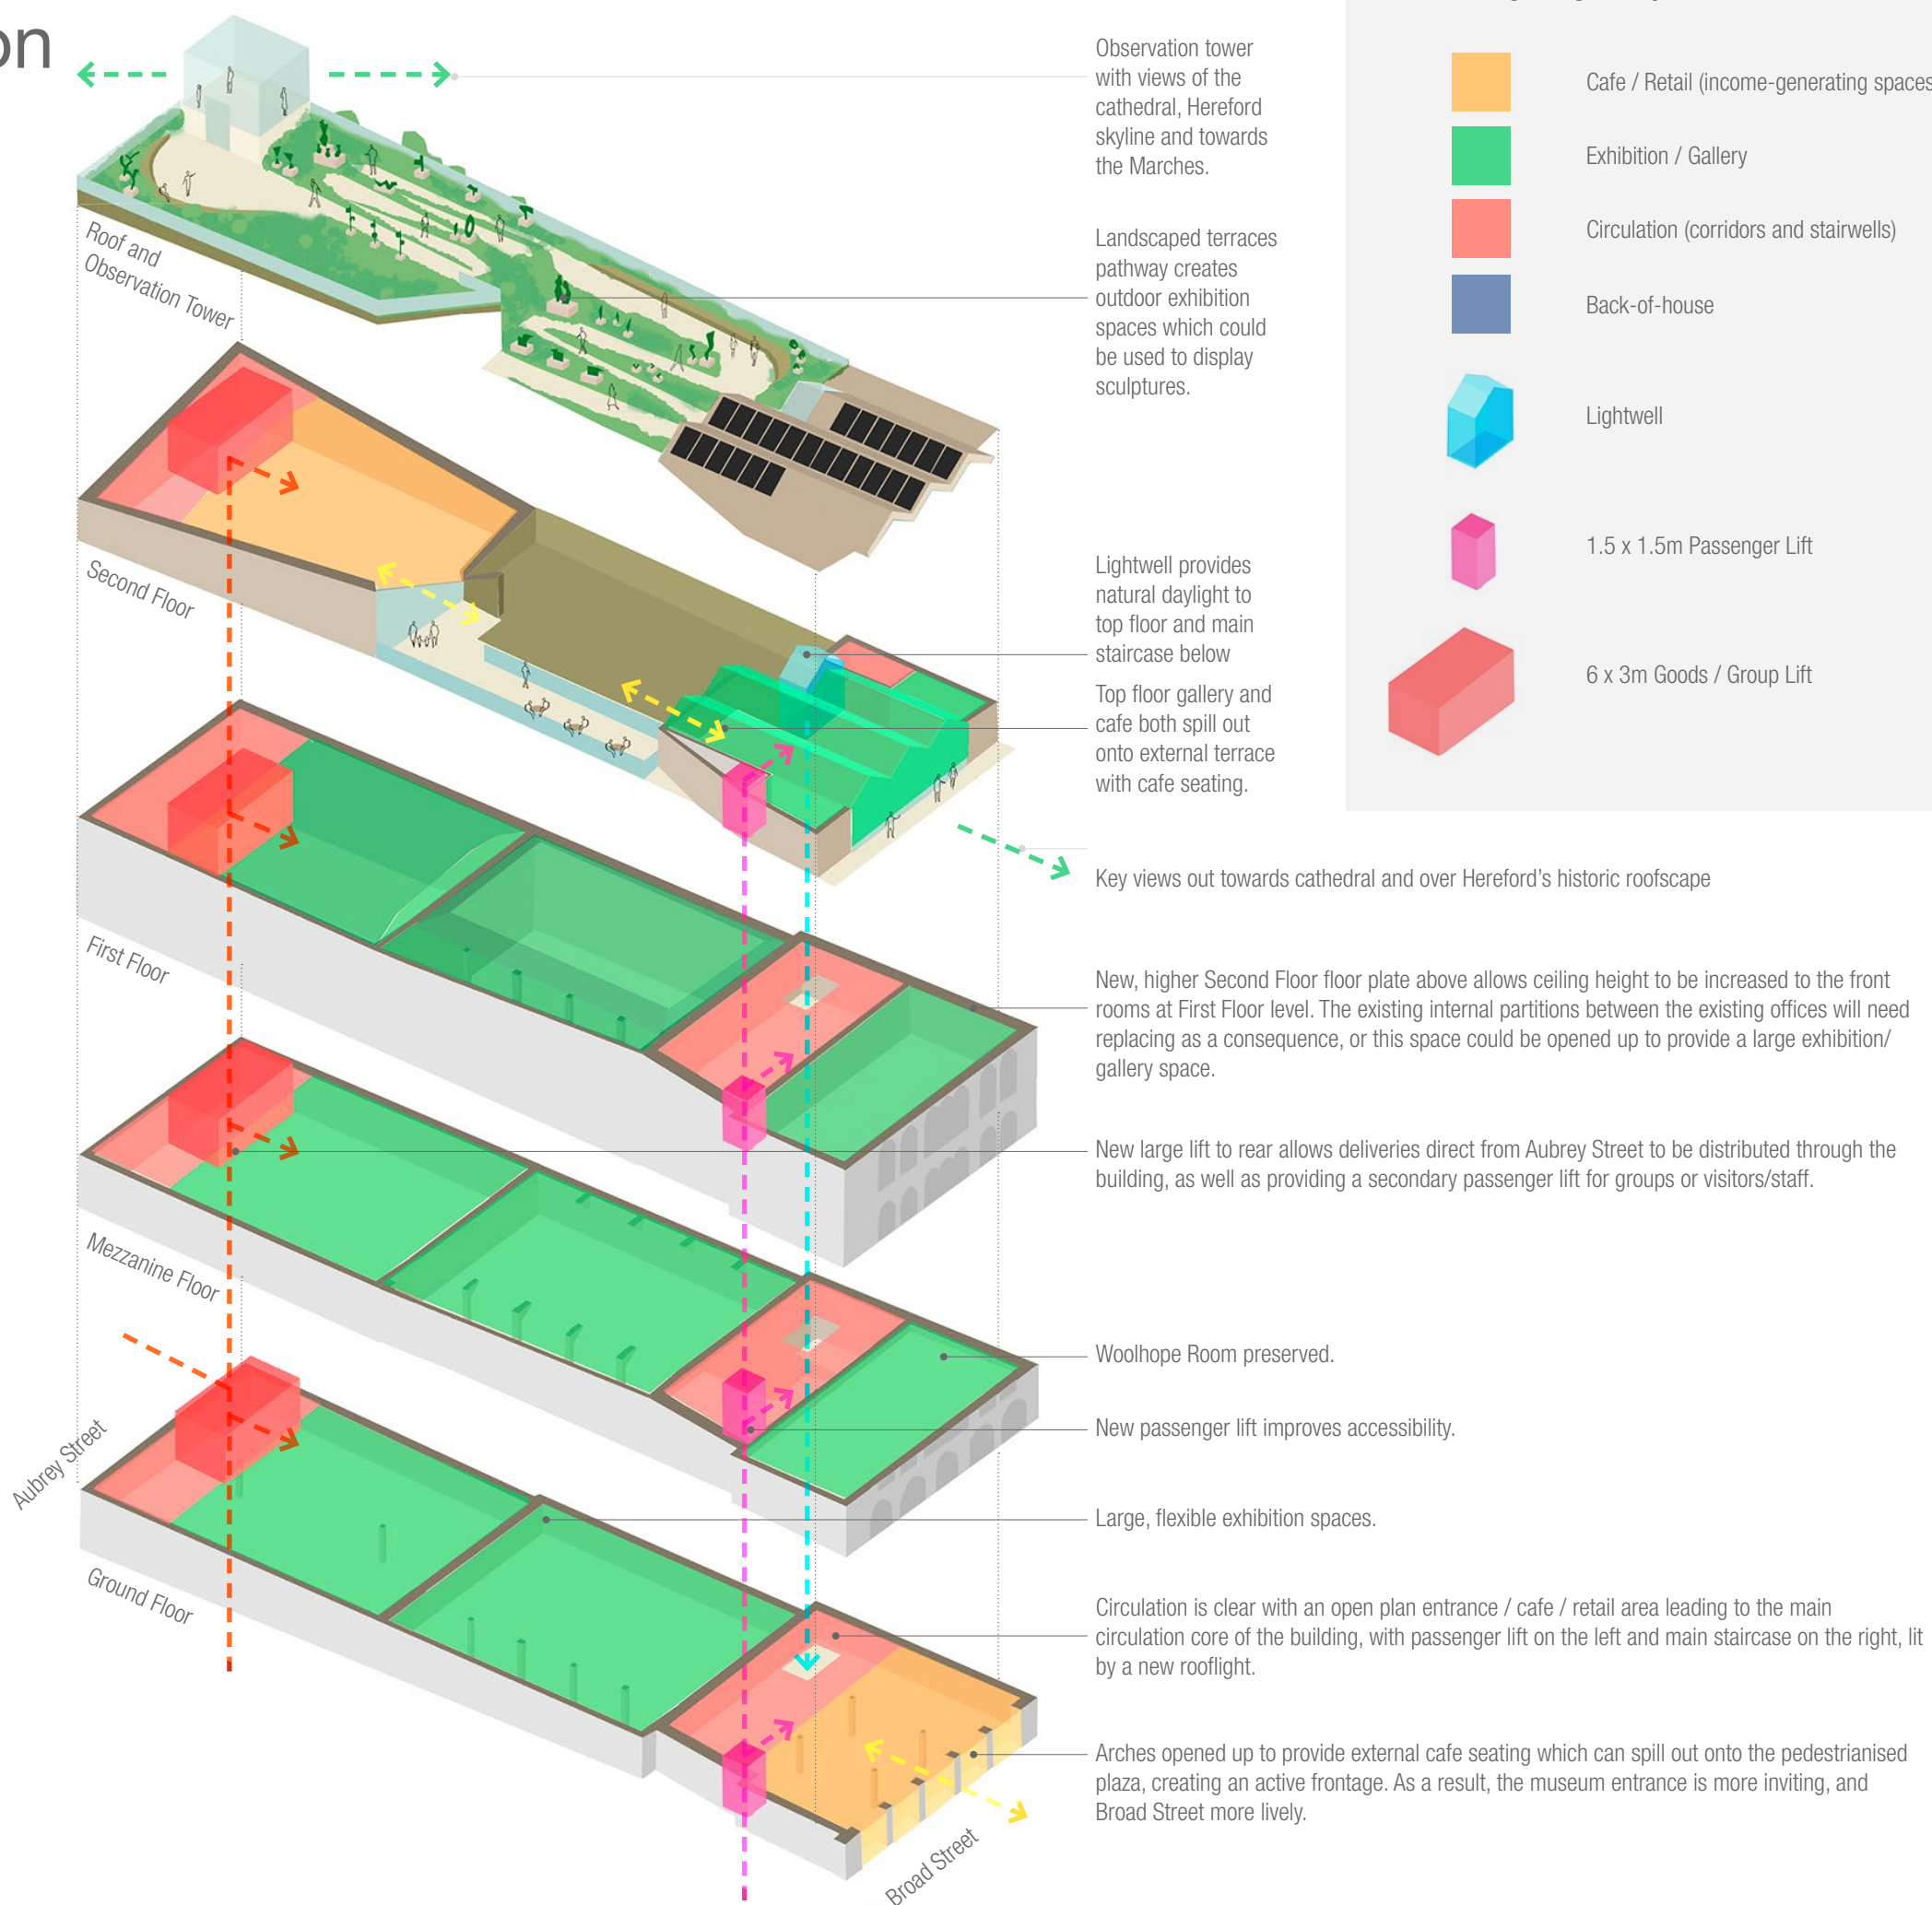 on
Observation tower
with views of the
cathedral, Hereford
skyline and towards
the Marches.
Landscaped terraces
pathway creates
outdoor exhibition
spaces which could
be used to display
sculptures.
Lightwell provides
natural daylight to
top floor and main
staircase below
Top floor gallery and
cafe both spill out
onto external terrace
with cafe seating.
Key views out towards cathedral and over Hereford's historic roofscape
New, higher Second Floor floor plate above allows ceiling height to be increased to the front
rooms at First Floor level. The existing internal partitions between the existing offices will need
replacing as a consequence, or this space could be opened up to provide a large exhibition/
gallery space.
New large lift to rear allows deliveries direct from Aubrey Street to be distributed through the
building, as well as providing a secondary passenger lift for groups or visitors/staff.
Woolhope Room preserved.
New passenger lift improves accessibility.
Large, flexible exhibition spaces.
Circulation is clear with an open plan entrance / cafe / retail area leading to the main
circulation core of the building, with passenger lift on the left and main staircase on the right, lit
by a new rooflight.
Arches opened up to provide external cafe seating which can spill out onto the pedestrianised
plaza, creating an active frontage. As a result, the museum entrance is more inviting, and
Broad Street more lively.
Cafe / Retail (income-generating spaces
Exhibition / Gallery
Circulation (corridors and stairwells)
Back-of-house
Lightwell
1.5 x 1.5m Passenger Lift
6 x 3m Goods / Group Lift
Roof and
Observation Tower
Second Floor
First Floor
Mezzanine Floor
Aubrey Street
Ground Floor
Broad Street